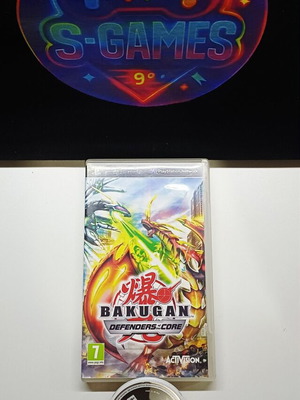 S-GAMES
9°
爆
BAKUGAN
DEFENDERS OF THE CORE
7
ACTIVISION